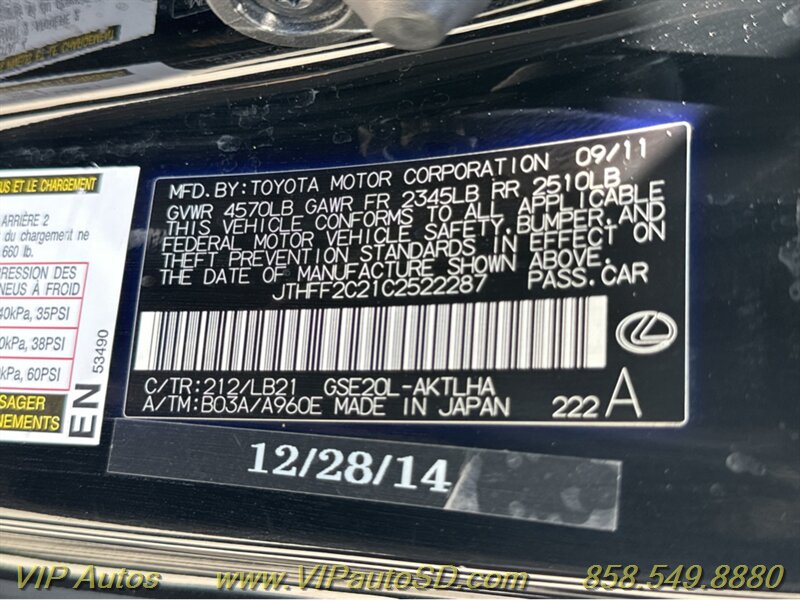 MFD. BY: TOYOTA MOTOR CORPORATION 09/11
GVWR 4570LB GAWR FR 2345LB RR 2510LB
THIS VEHICLE CONFORMS TO ALL APPLICABLE
FEDERAL MOTOR VEHICLE SAFETY, BUMPER, AND
THEFT PREVENTION STANDARDS IN EFFECT ON
THE DATE OF MANUFACTURE SHOWN ABOVE.
JTHFF2C21C2522287 PASS. CAR
C/TR: 212/LB21 GSE20L-AKTLHA
A/TM: B03A/A960E MADE IN JAPAN 222 A
12/28/14
US ET LE CHARGEMENT
ARRIÈRE 2
du chargement ne
660 lb.
PRESSION DES
NEUS À FROID
40kPa, 35PSI
0kPa, 38PSI
0kPa, 60PSI
SAGER
NEMENTS
EN 53490
VIP Autos www.VIPautoSD.com 858.549.8880